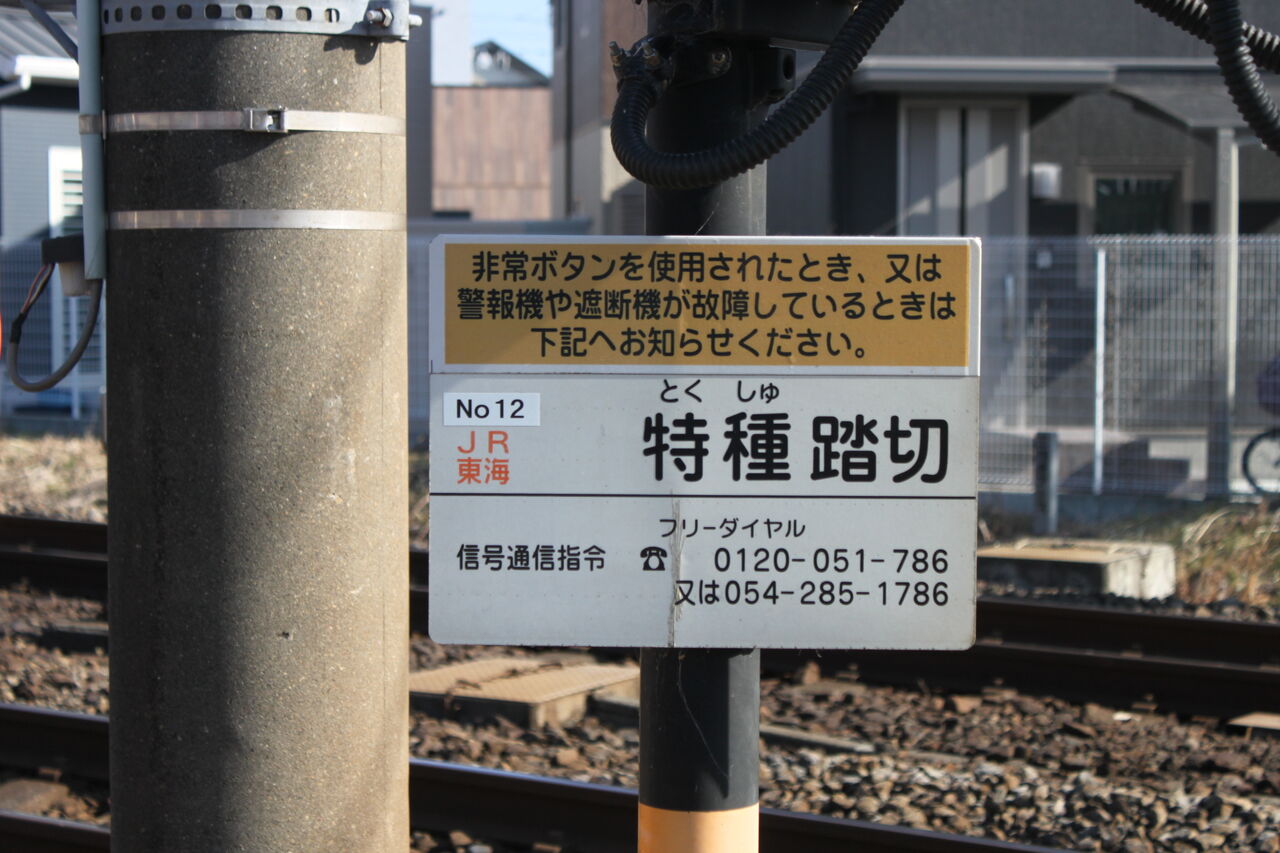 非常ボタンを使用されたとき、又は
警報機や遮断機が故障しているときは
下記へお知らせください。
No12
JR
東海
とく しゅ
特種踏切
フリーダイヤル
信号通信指令 ☎ 0120-051-786
又は054-285-1786